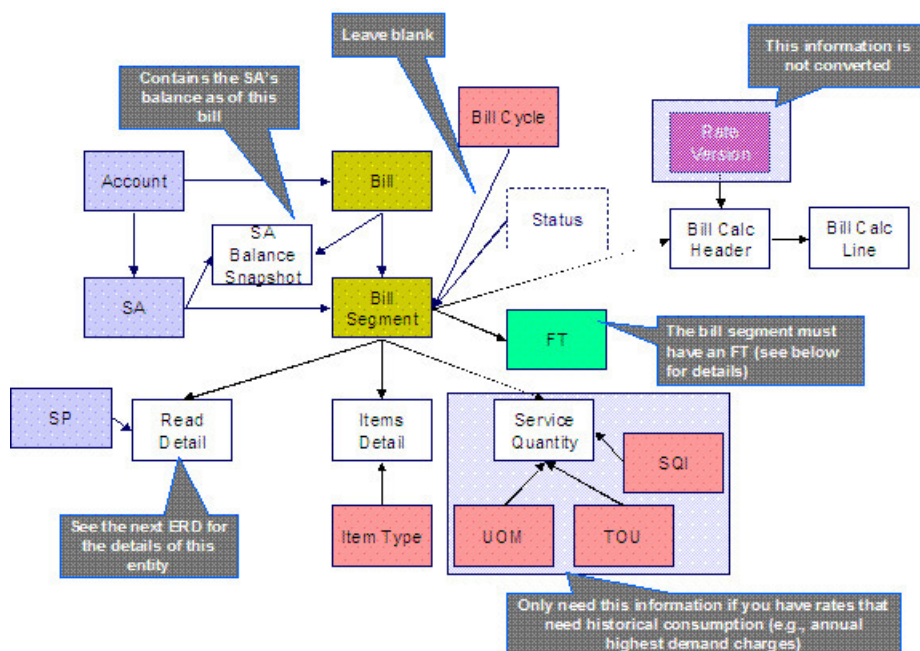 Leave blank
This information is
not converted
Contains the SA's
balance as of this
bill
Bill Cycle
Rate
Version
Account
Bill
Status
SA
Balance
Snapshot
Bill Calc
Header
Bill Calc
Line
SA
Bill
Segment
FT
The bill segment must
have an FT (see below
for details)
SP
Read
Detail
Items
Detail
Service
Quantity
SQI
See the next ERD for
the details of this
entity
Item Type
UOM
TOU
Only need this information if you have rates that
need historical consumption (e.g., annual
highest demand charges)